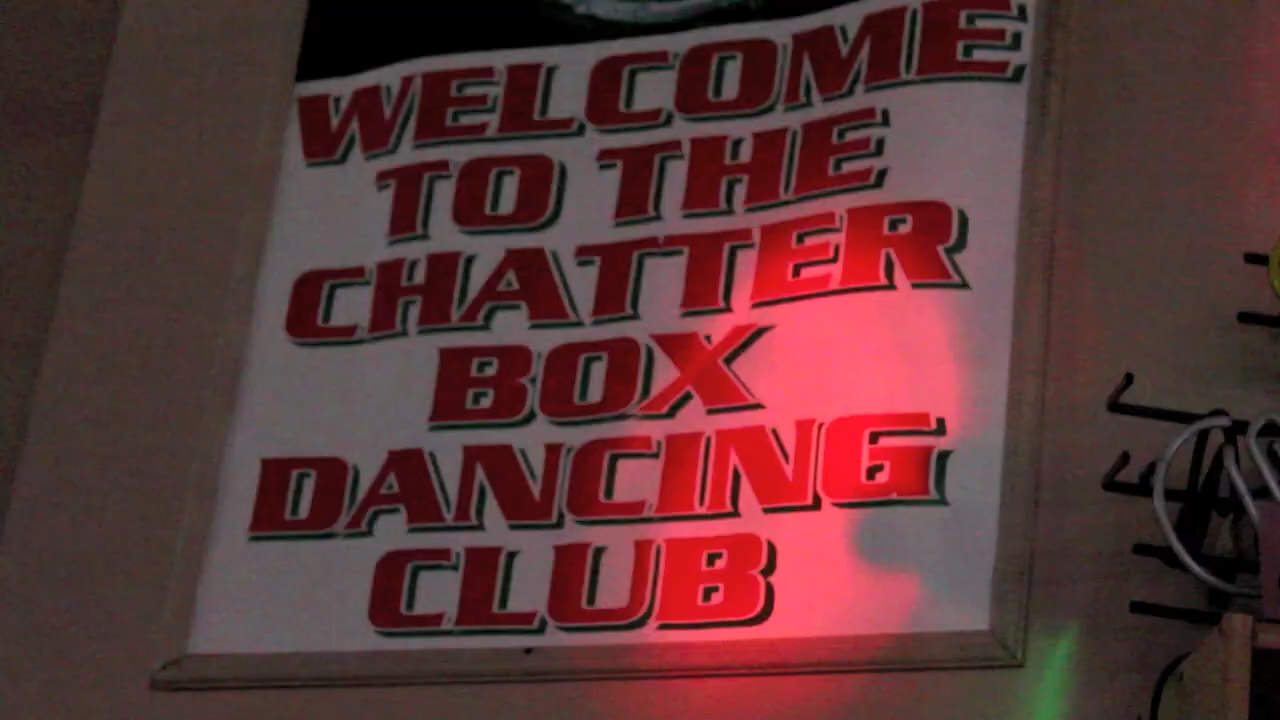 WELCOME
TO THE
CHATTER
BOX
DANCING
CLUB